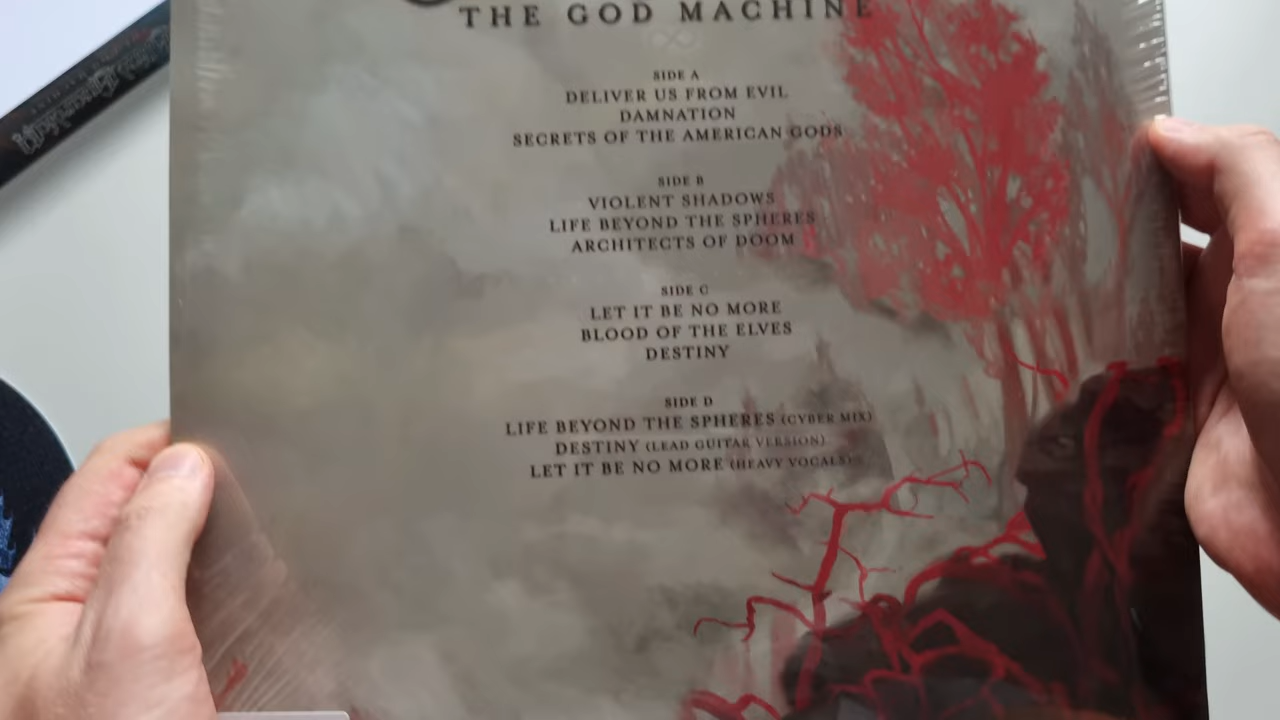 THE GOD MACHINE
SIDE A
DELIVER US FROM EVIL
DAMNATION
SECRETS OF THE AMERICAN GODS
SIDE B
VIOLENT SHADOWS
LIFE BEYOND THE SPHERES
ARCHITECTS OF DOOM
SIDE C
LET IT BE NO MORE
BLOOD OF THE ELVES
DESTINY
SIDE D
LIFE BEYOND THE SPHERES (CYBER MIX)
DESTINY (LEAD GUITAR VERSION)
LET IT BE NO MORE (HEAVY VOCALS)